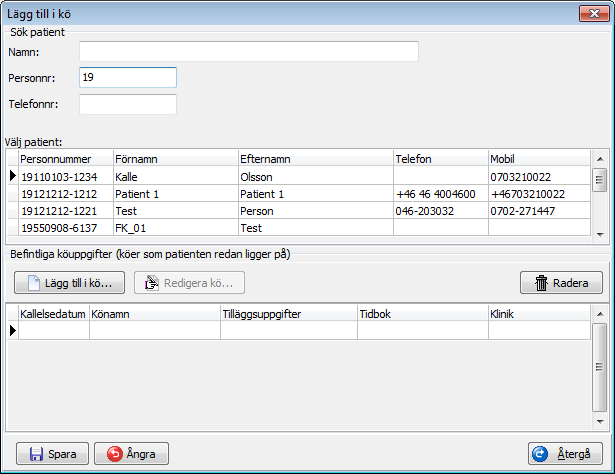 Lägg till i kö
Sök patient
Namn:
Personnr: 19
Telefonnr:
Välj patient:
Personnummer Förnamn Efternamn Telefon Mobil
19110103-1234 Kalle Olsson 0703210022
19121212-1212 Patient 1 Patient 1 +46 46 4004600 +46703210022
19121212-1221 Test Person 046-203032 0702-271447
19550908-6137 FK_01 Test
Befintliga köuppgifter (köer som patienten redan ligger på)
Lägg till i kö... Redigera kö... Radera
Kallelsedatum Könamn Tilläggsuppgifter Tidbok Klinik
Spara Ångra Återgå